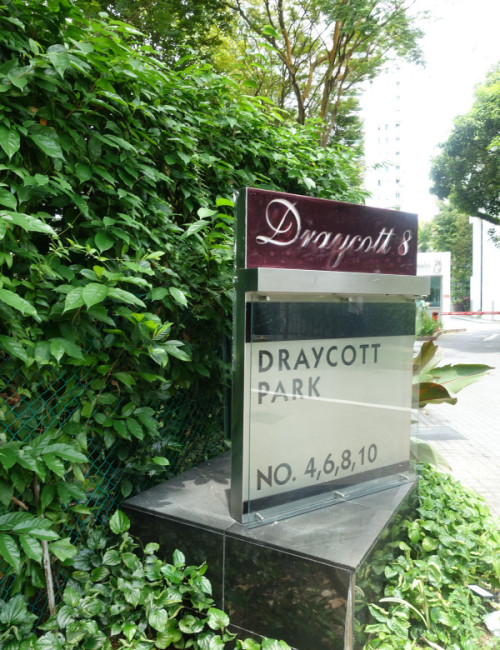 Draycott 8
DRAYCOTT
PARK
NO. 4,6,8,10